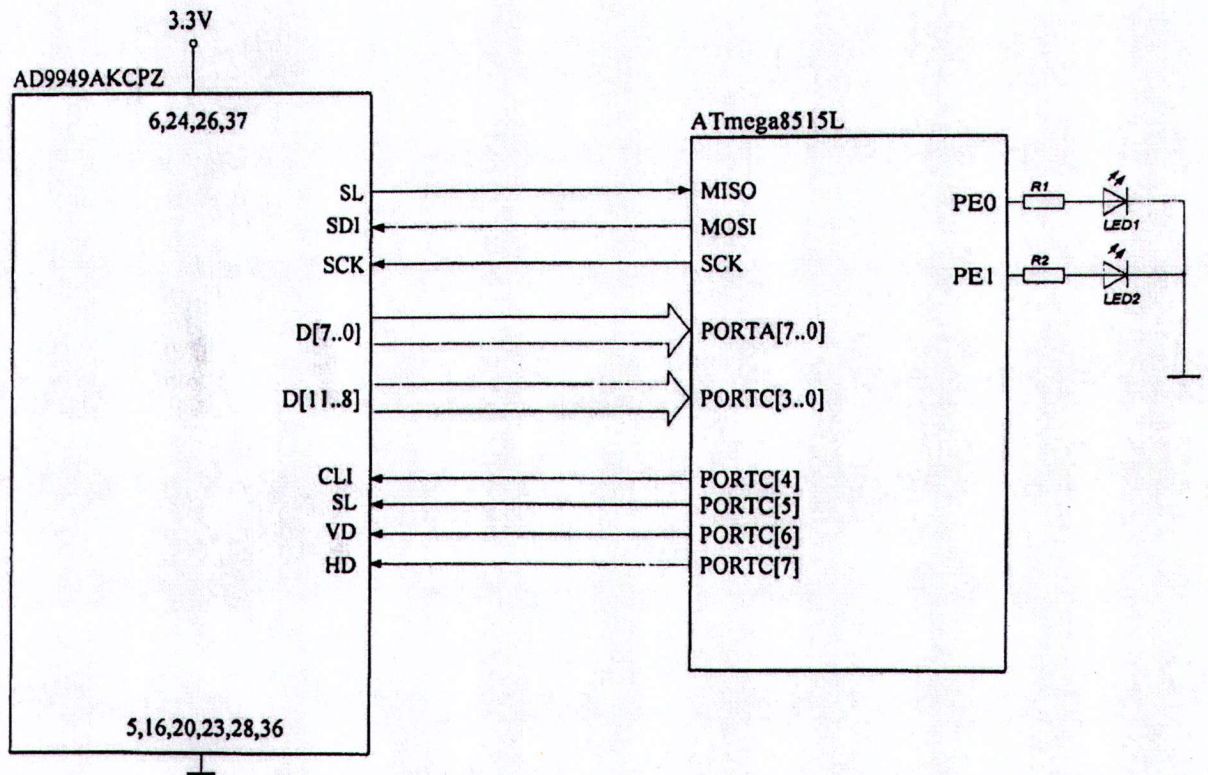 3.3V
AD9949AKCPZ
6,24,26,37
SL
SDI
SCK
D[7..0]
D[11..8]
CLI
SL
VD
HD
5,16,20,23,28,36
ATmega8515L
MISO
MOSI
SCK
PORTA[7..0]
PORTC[3..0]
PORTC[4]
PORTC[5]
PORTC[6]
PORTC[7]
PE0
R1
LED1
PE1
R2
LED2